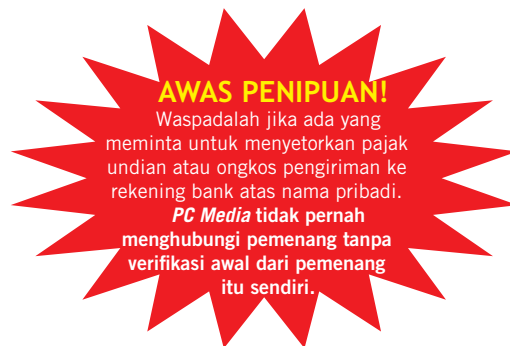 AWAS PENIPUAN!
Waspadalah jika ada yang
meminta untuk menyetorkan pajak
undian atau ongkos pengiriman ke
rekening bank atas nama pribadi.
PC Media tidak pernah
menghubungi pemenang tanpa
verifikasi awal dari pemenang
itu sendiri.